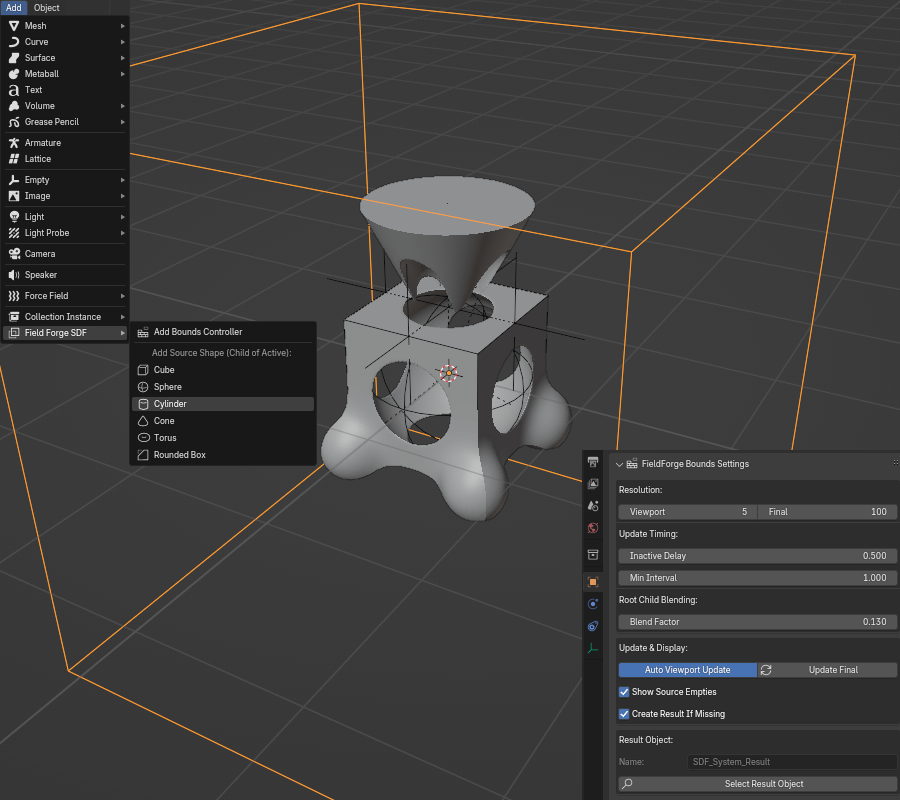 Add Object
Mesh
Curve
Surface
Metaball
Text
Volume
Grease Pencil
Armature
Lattice
Empty
Image
Light
Light Probe
Camera
Speaker
Force Field
Collection Instance
Field Forge SDF
Add Bounds Controller
Add Source Shape (Child of Active):
Cube
Sphere
Cylinder
Cone
Torus
Rounded Box
FieldForge Bounds Settings
Resolution:
Viewport 5 Final 100
Update Timing:
Inactive Delay 0.500
Min Interval 1.000
Root Child Blending:
Blend Factor 0.130
Update & Display:
Auto Viewport Update Update Final
Show Source Empties
Create Result If Missing
Result Object:
Name: SDF_System_Result
Select Result Object